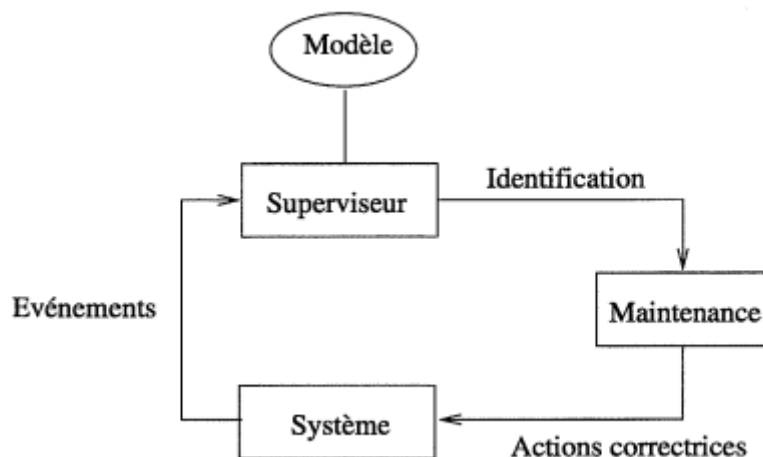 Modèle
Identification
Superviseur
Evénements
Maintenance
Système
Actions correctrices